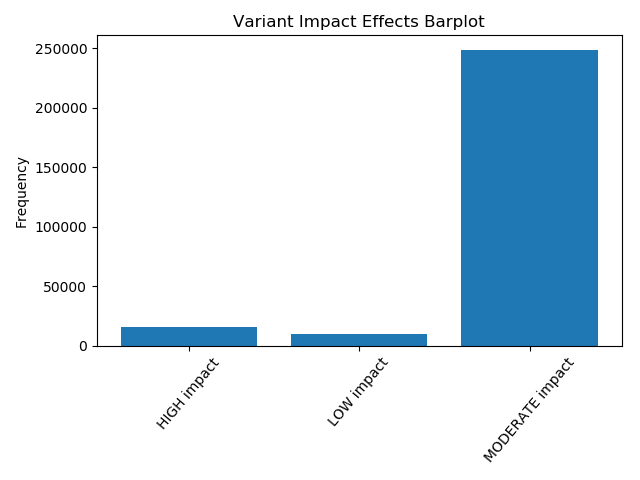 Variant Impact Effects Barplot
Frequency
250000
200000
150000
100000
50000
0
HIGH impact
LOW impact
MODERATE impact